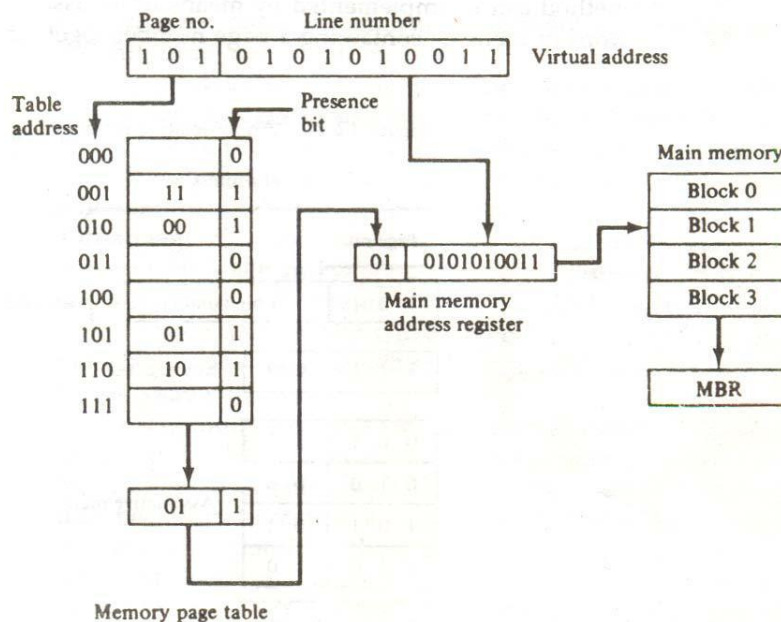 Page no. Line number
1 0 1 0 1 0 1 0 1 0 0 1 1 Virtual address
Table address
Presence bit
000 0
001 11 1
010 00 1
011 0
100 0
101 01 1
110 10 1
111 0
01 1
Memory page table
01 0101010011
Main memory address register
Main memory
Block 0
Block 1
Block 2
Block 3
MBR